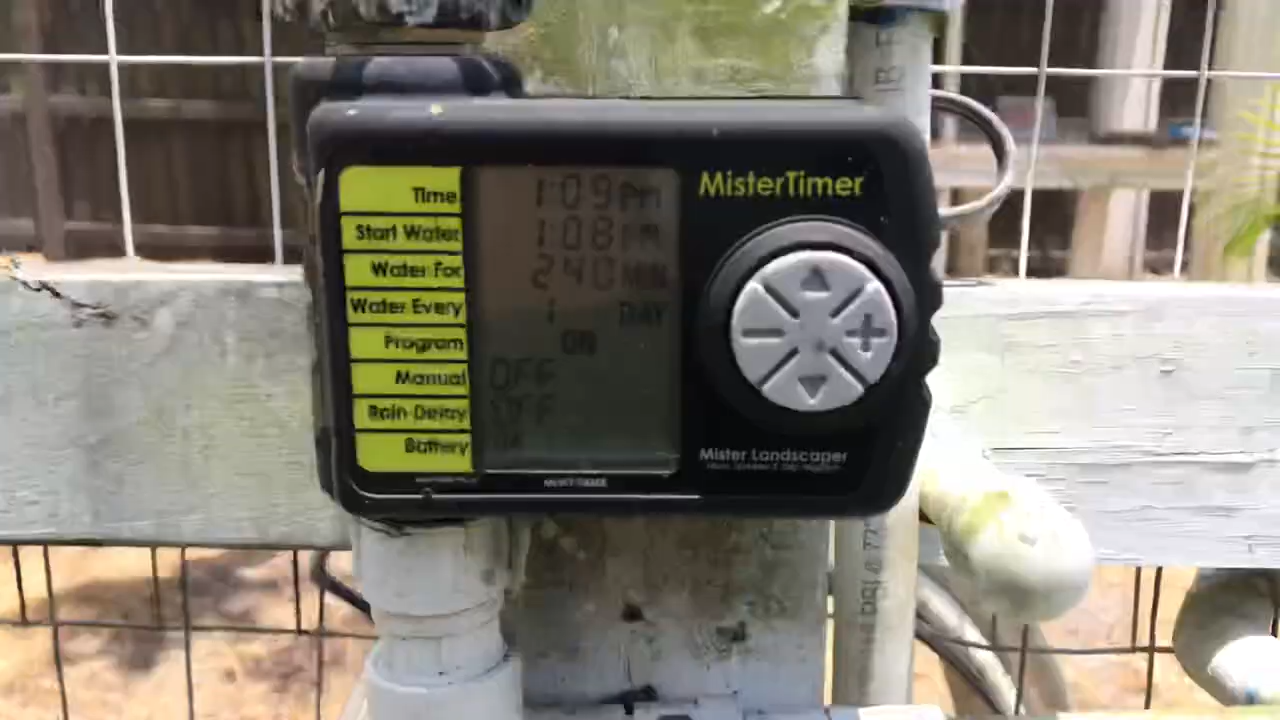 MisterTimer
Time 1:09 PM
Start Water 1:08 PM
Water For 240 MIN
Water Every 1 DAY
Program ON
Manual OFF
Rain Delay OFF
Battery
Mister Landscaper